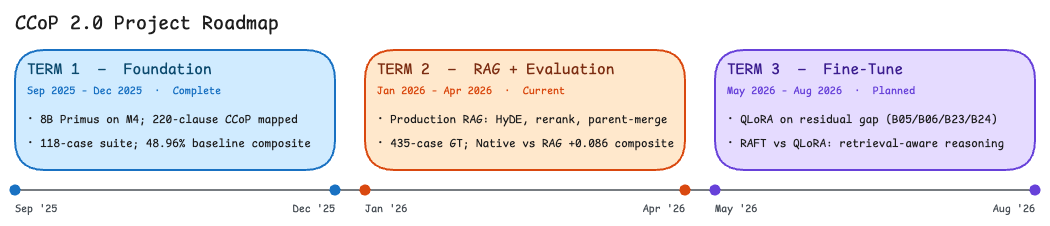 CCoP 2.0 Project Roadmap
TERM 1 – Foundation
Sep 2025 - Dec 2025 · Complete
· 8B Primus on M4; 220-clause CCoP mapped
· 118-case suite; 48.96% baseline composite
TERM 2 – RAG + Evaluation
Jan 2026 - Apr 2026 · Current
· Production RAG: HyDE, rerank, parent-merge
· 435-case GT; Native vs RAG +0.086 composite
TERM 3 – Fine-Tune
May 2026 - Aug 2026 · Planned
· QLoRA on residual gap (B05/B06/B23/B24)
· RAFT vs QLoRA: retrieval-aware reasoning
Sep '25
Dec '25
Jan '26
Apr '26
May '26
Aug '26